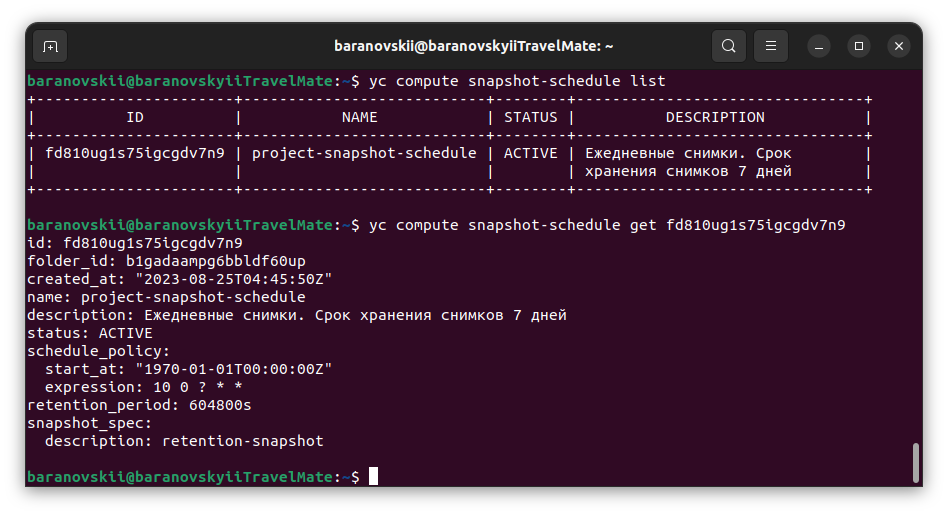 baranovskii@baranovskyiiTravelMate: ~
baranovskii@baranovskyiiTravelMate:~$ yc compute snapshot-schedule list
+----------------------+---------------------------+--------+--------------------------------+
| ID | NAME | STATUS | DESCRIPTION |
+----------------------+---------------------------+--------+--------------------------------+
| fd810ug1s75igcgdv7n9 | project-snapshot-schedule | ACTIVE | Ежедневные снимки. Срок |
| | | | хранения снимков 7 дней |
+----------------------+---------------------------+--------+--------------------------------+
baranovskii@baranovskyiiTravelMate:~$ yc compute snapshot-schedule get fd810ug1s75igcgdv7n9
id: fd810ug1s75igcgdv7n9
folder_id: b1gadaampg6bbldf60up
created_at: "2023-08-25T04:45:50Z"
name: project-snapshot-schedule
description: Ежедневные снимки. Срок хранения снимков 7 дней
status: ACTIVE
schedule_policy:
  start_at: "1970-01-01T00:00:00Z"
  expression: 10 0 ? * *
retention_period: 604800s
snapshot_spec:
  description: retention-snapshot
baranovskii@baranovskyiiTravelMate:~$